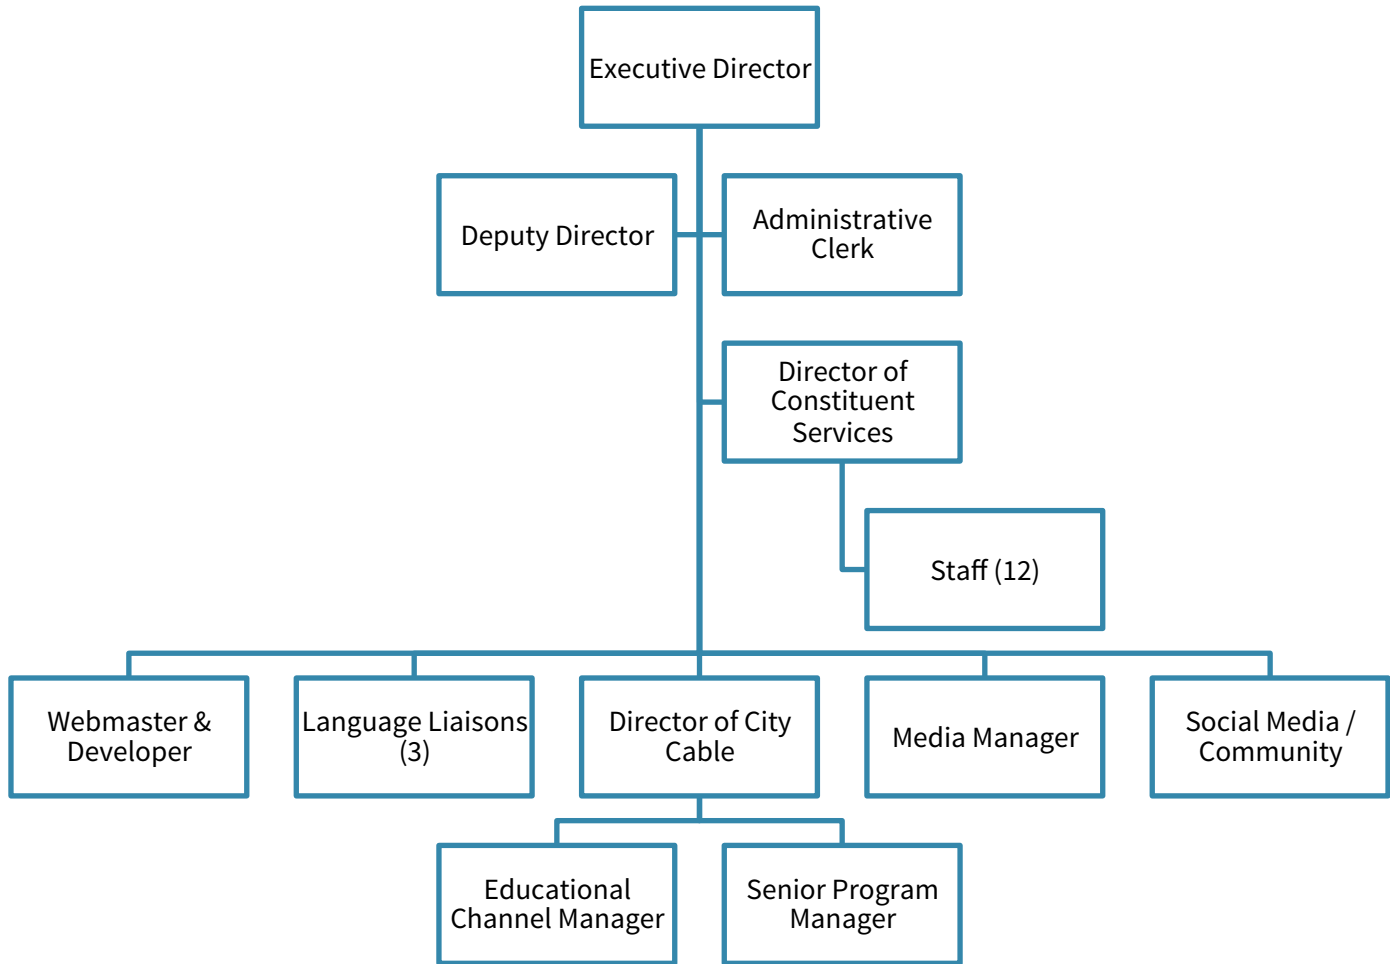 Executive Director
Deputy Director
Administrative
Clerk
Director of
Constituent
Services
Staff (12)
Webmaster &
Developer
Language Liaisons
(3)
Director of City
Cable
Media Manager
Social Media /
Community
Educational
Channel Manager
Senior Program
Manager